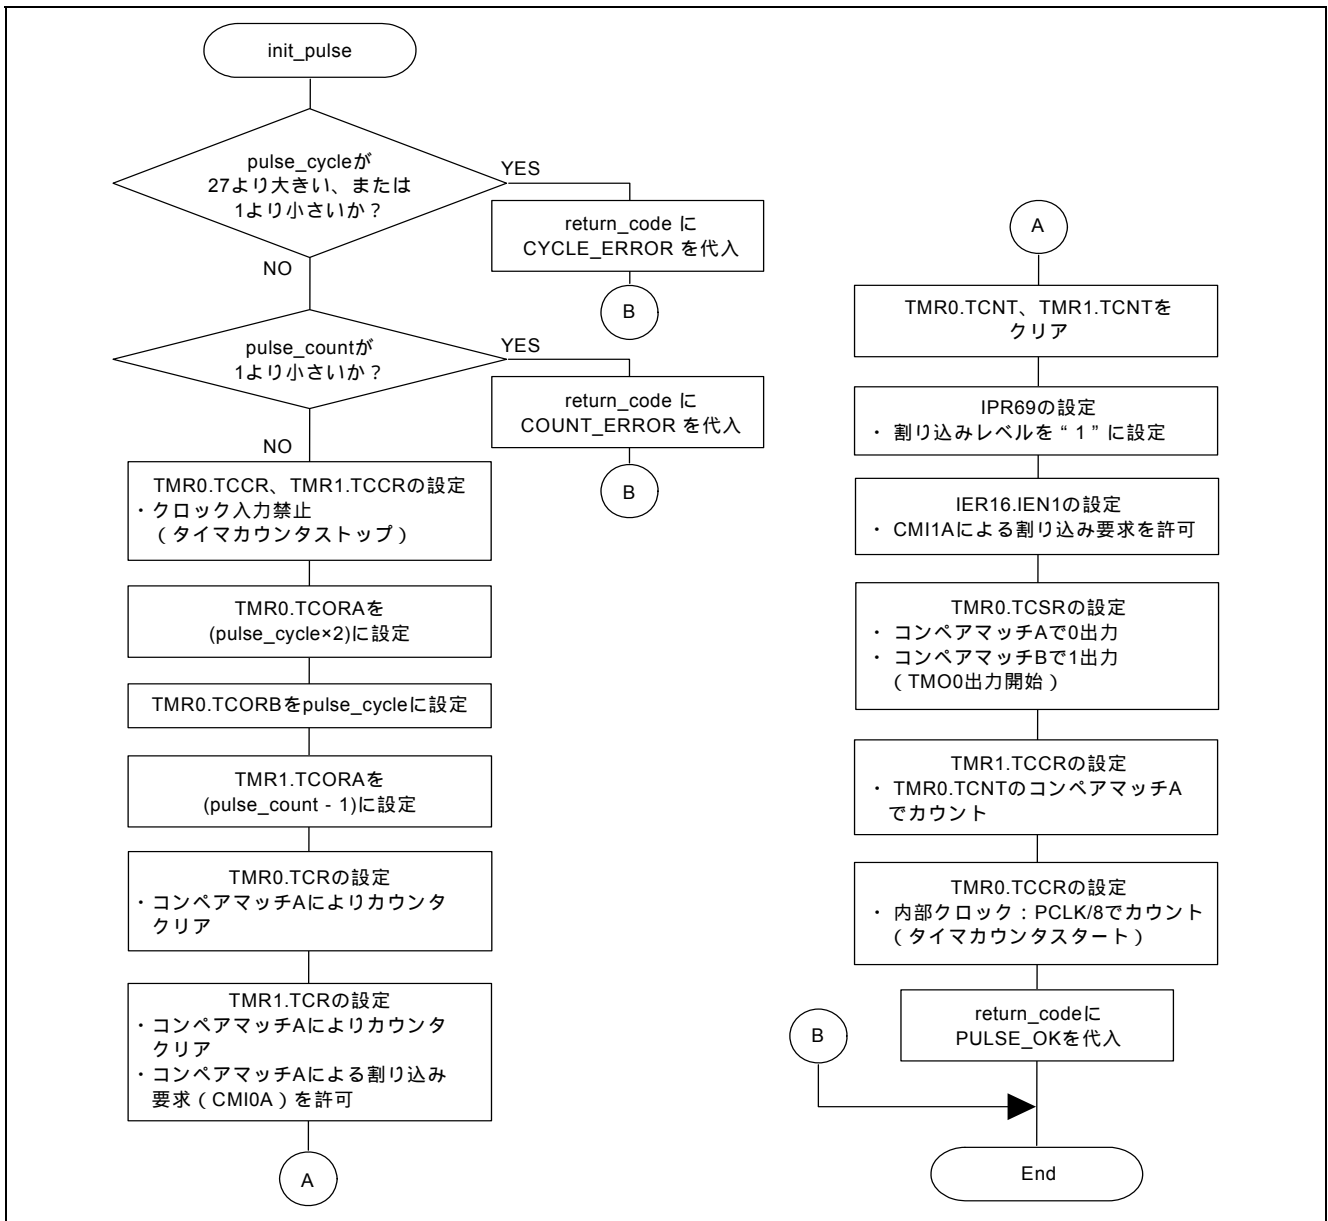 init_pulse
pulse_cycleが
27より大きい、または
1より小さいか？
YES
NO
return_code に
CYCLE_ERROR を代入
B
pulse_countが
1より小さいか？
YES
NO
return_code に
COUNT_ERROR を代入
B
TMR0.TCCR、TMR1.TCCRの設定
・クロック入力禁止
（タイマカウンタストップ）
TMR0.TCORAを
(pulse_cycle×2)に設定
TMR0.TCORBをpulse_cycleに設定
TMR1.TCORAを
(pulse_count - 1)に設定
TMR0.TCRの設定
・コンペアマッチAによりカウンタ
クリア
TMR1.TCRの設定
・コンペアマッチAによりカウンタ
クリア
・コンペアマッチAによる割り込み
要求（CMI0A）を許可
A
A
TMR0.TCNT、TMR1.TCNTを
クリア
IPR69の設定
・ 割り込みレベルを“1”に設定
IER16.IEN1の設定
・ CMI1Aによる割り込み要求を許可
TMR0.TCSRの設定
・ コンペアマッチAで0出力
・ コンペアマッチBで1出力
（TMO0出力開始）
TMR1.TCCRの設定
・ TMR0.TCNTのコンペアマッチA
でカウント
TMR0.TCCRの設定
・ 内部クロック：PCLK/8でカウント
（タイマカウンタスタート）
return_codeに
PULSE_OKを代入
B
End